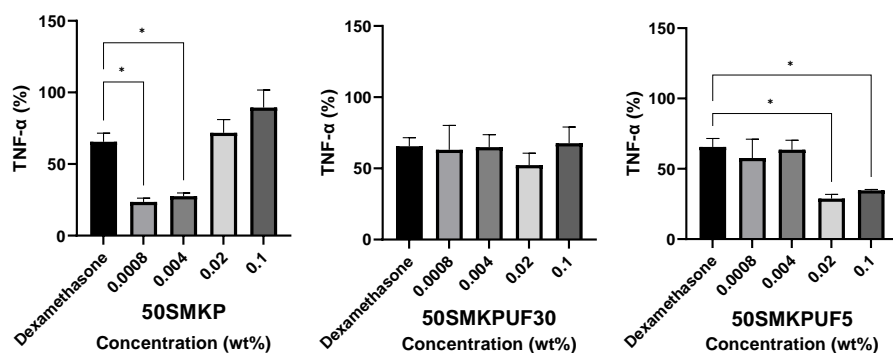 150
100
50
0
TNF-α (%)
*
*
Dexamethasone
0.0008
0.004
0.02
0.1
50SMKP
Concentration (wt%)
150
100
50
0
TNF-α (%)
Dexamethasone
0.0008
0.004
0.02
0.1
50SMKPUF30
Concentration (wt%)
150
100
50
0
TNF-α (%)
*
*
Dexamethasone
0.0008
0.004
0.02
0.1
50SMKPUF5
Concentration (wt%)